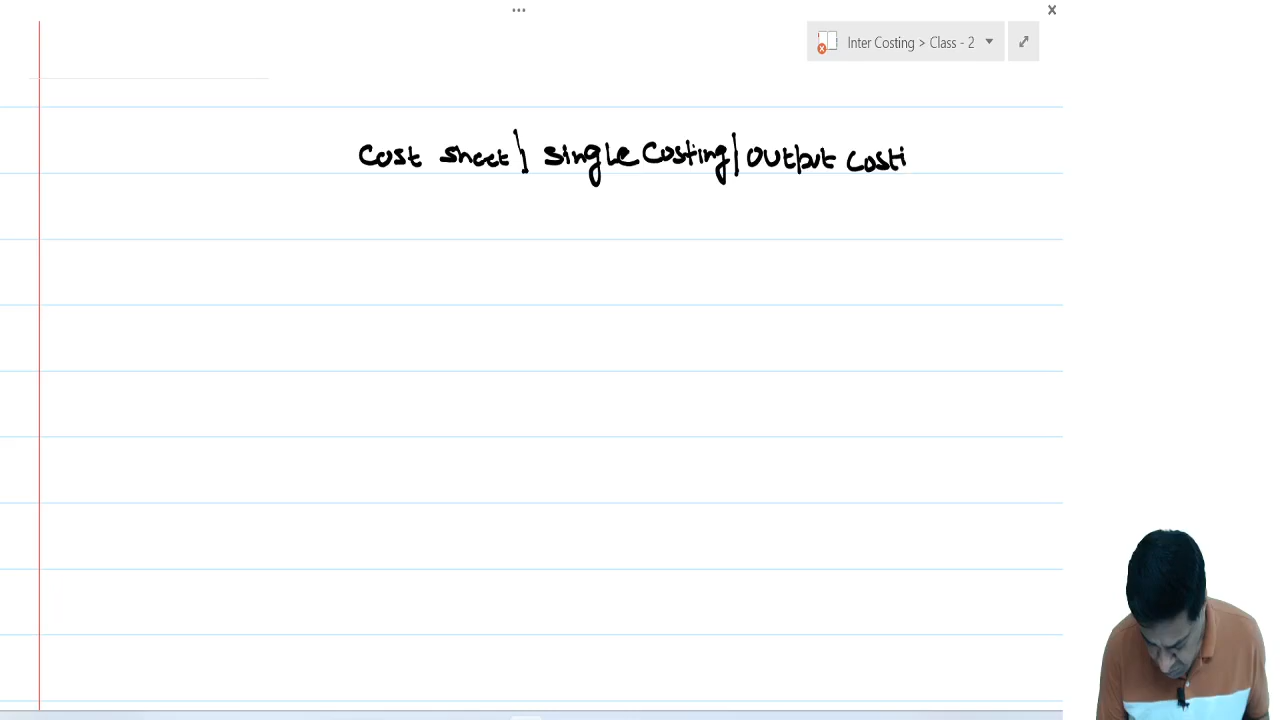 ...
x
Inter Costing > Class - 2
Cost sheet | single costing | output costi